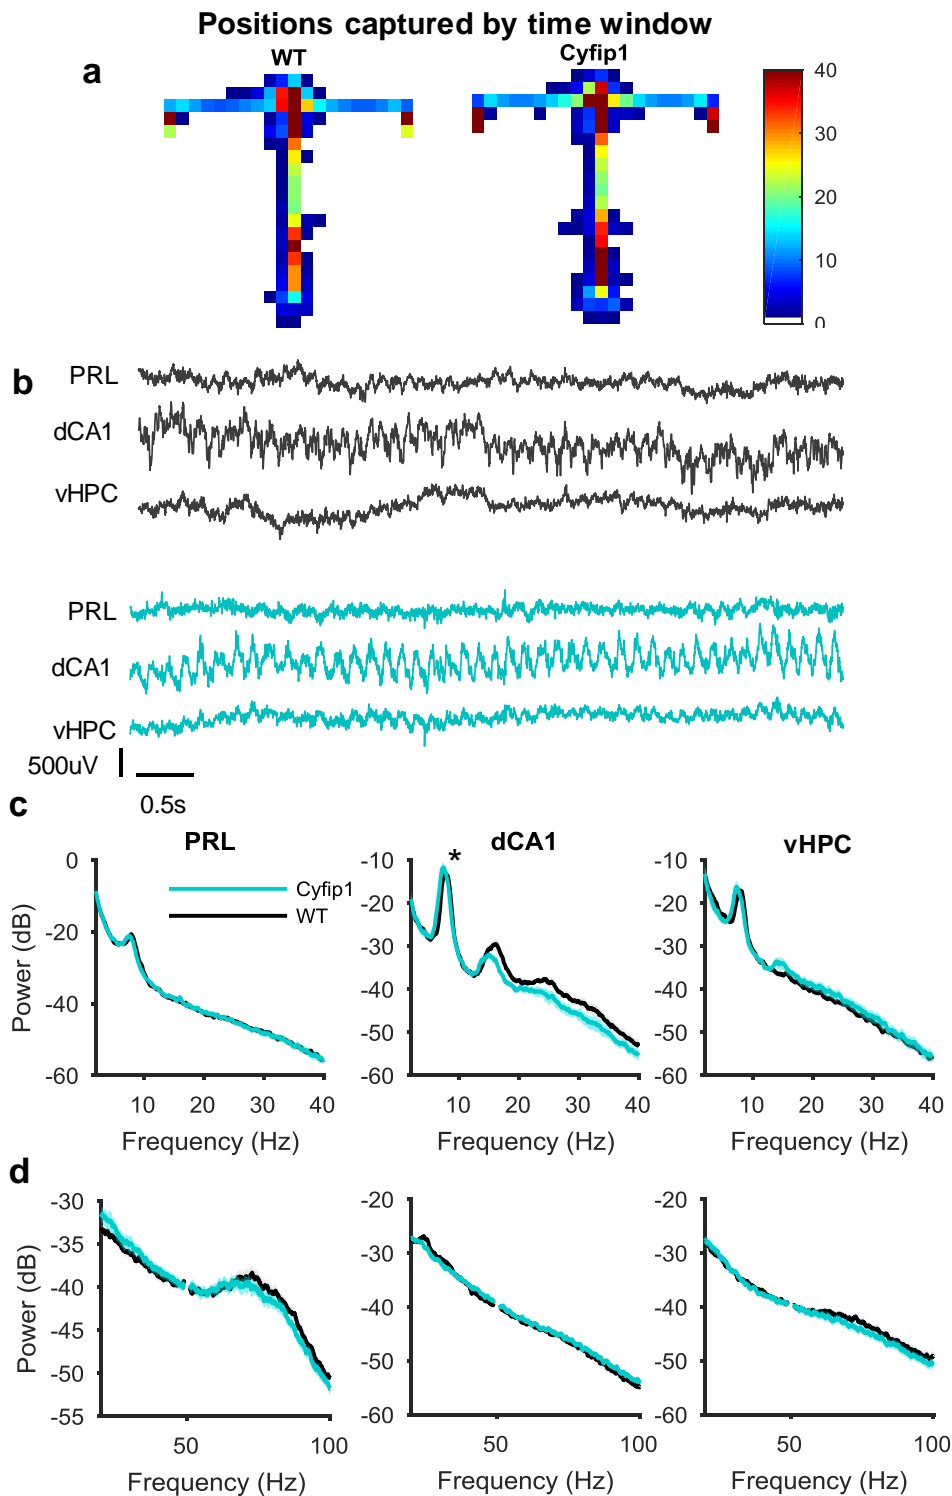 Positions captured by time window
a
WT
Cyfip1
40
30
20
10
0
b
PRL
dCA1
vHPC
PRL
dCA1
vHPC
500uV
0.5s
c
PRL
dCA1
vHPC
*
Cyfip1
WT
Power (dB)
0
-20
-40
-60
10 20 30 40
Frequency (Hz)
-10
-20
-30
-40
-50
-60
10 20 30 40
Frequency (Hz)
-10
-20
-30
-40
-50
-60
10 20 30 40
Frequency (Hz)
d
Power (dB)
-30
-35
-40
-45
-50
-55
50 100
Frequency (Hz)
-20
-30
-40
-50
-60
50 100
Frequency (Hz)
-20
-30
-40
-50
-60
50 100
Frequency (Hz)